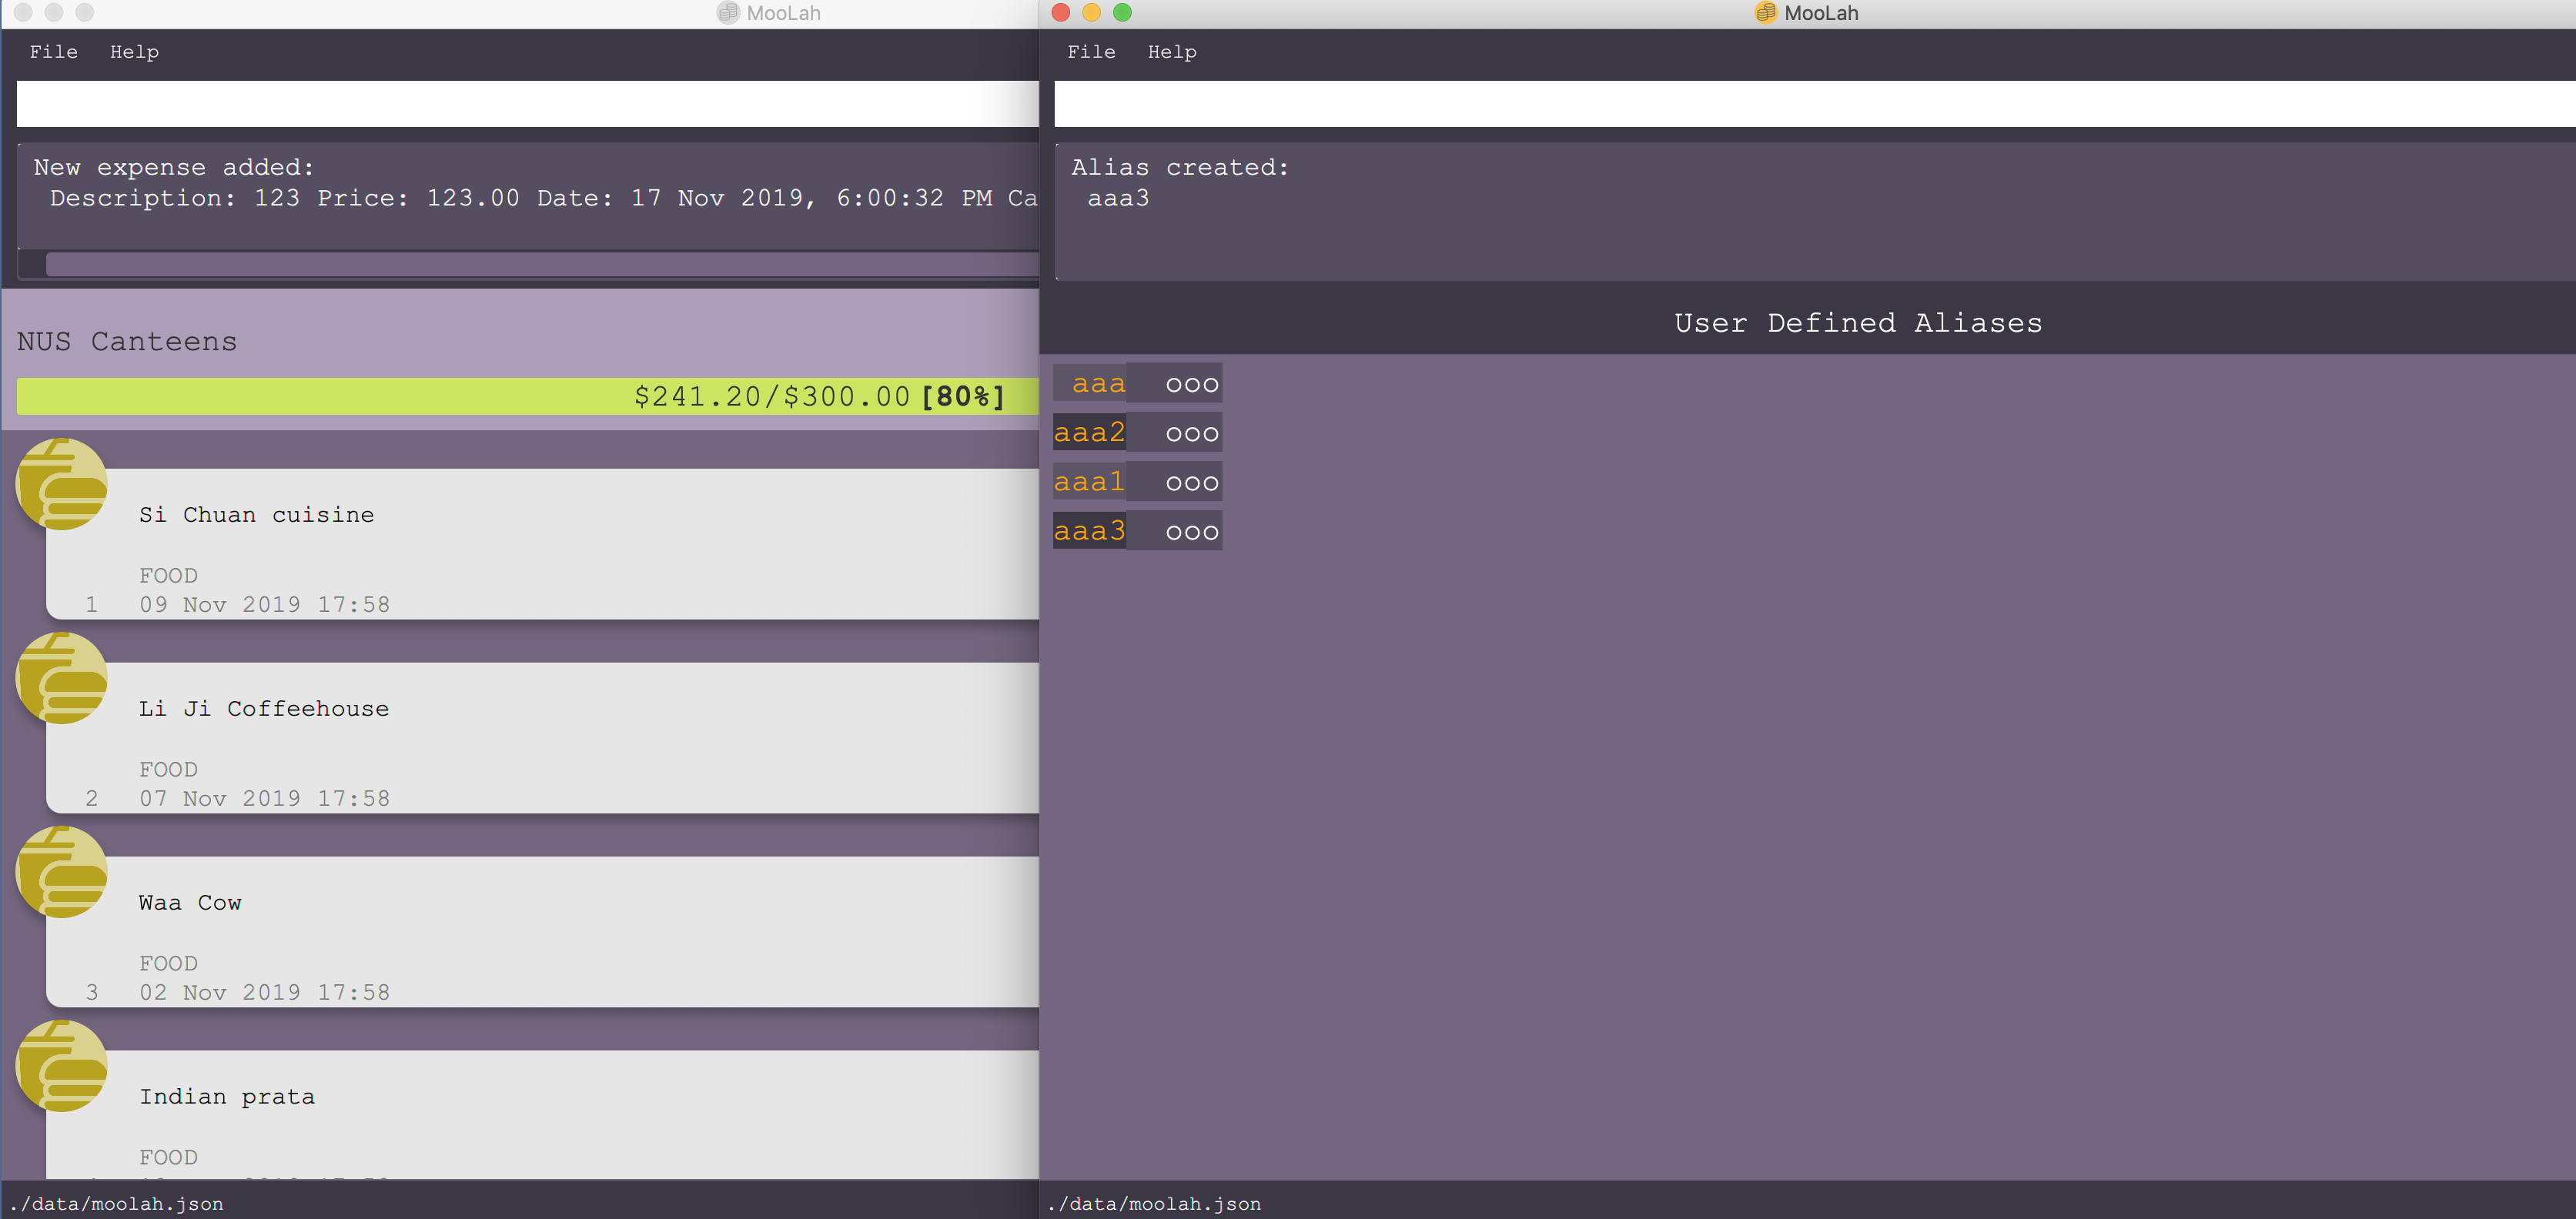 MooLah
File Help
New expense added:
Description: 123 Price: 123.00 Date: 17 Nov 2019, 6:00:32 PM Ca
NUS Canteens
$241.20/$300.00 [80%]
Si Chuan cuisine
FOOD
1 09 Nov 2019 17:58
Li Ji Coffeehouse
FOOD
2 07 Nov 2019 17:58
Waa Cow
FOOD
3 02 Nov 2019 17:58
Indian prata
FOOD
./data/moolah.json
MooLah
File Help
Alias created:
aaa3
User Defined Aliases
aaa ooo
aaa2 ooo
aaa1 ooo
aaa3 ooo
./data/moolah.json